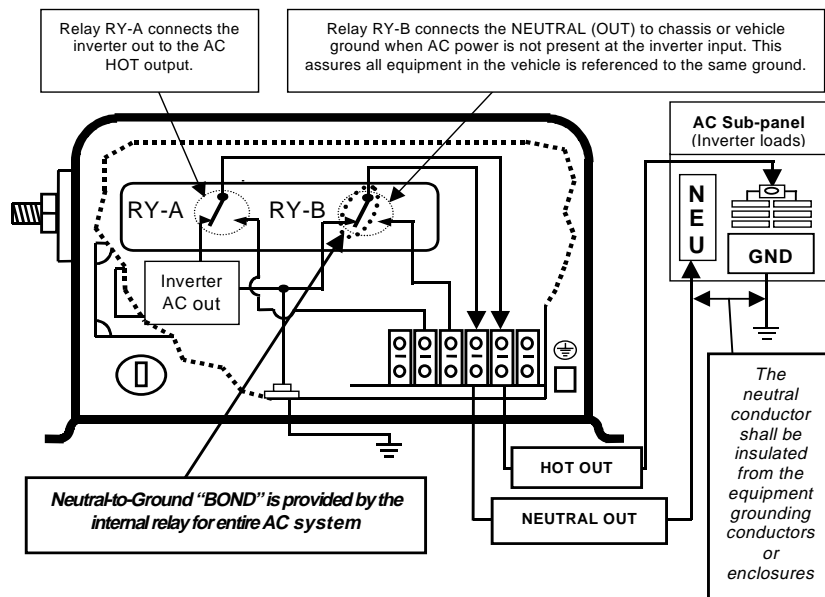 Relay RY-A connects the
inverter out to the AC
HOT output.
Relay RY-B connects the NEUTRAL (OUT) to chassis or vehicle
ground when AC power is not present at the inverter input. This
assures all equipment in the vehicle is referenced to the same ground.
AC Sub-panel
(Inverter loads)
N
E
U
GND
RY-A
RY-B
Inverter
AC out
HOT OUT
NEUTRAL OUT
Neutral-to-Ground “BOND” is provided by the
internal relay for entire AC system
The
neutral
conductor
shall be
insulated
from the
equipment
grounding
conductors
or
enclosures